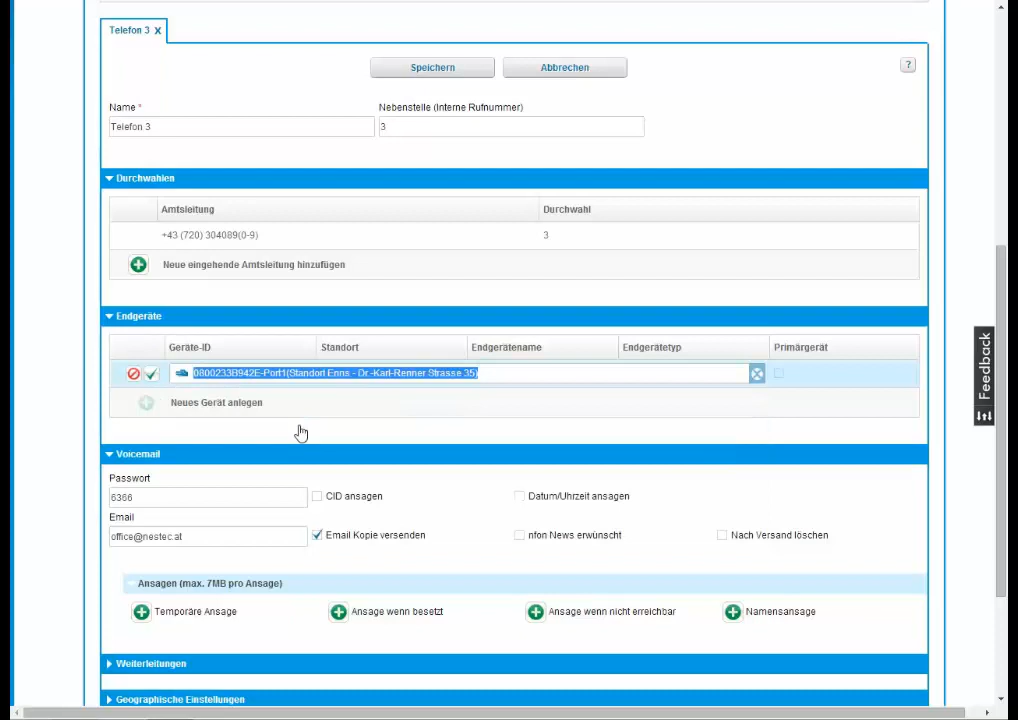 Telefon 3 x
Speichern
Abbrechen
?
Name *
Nebenstelle (Interne Rufnummer)
Telefon 3
3
Durchwahlen
Amtsleitung
Durchwahl
+43 (720) 304089(0-9)
3
Neue eingehende Amtsleitung hinzufügen
Endgeräte
Geräte-ID
Standort
Endgerätename
Endgerätetyp
Primärgerät
0800233B942E-Port1(Standort Enns - Dr.-Karl-Renner Strasse 35)
Neues Gerät anlegen
Feedback
Voicemail
Passwort
6366
CID ansagen
Datum/Uhrzeit ansagen
Email
office@nestec.at
Email Kopie versenden
nfon News erwünscht
Nach Versand löschen
Ansagen (max. 7MB pro Ansage)
Temporäre Ansage
Ansage wenn besetzt
Ansage wenn nicht erreichbar
Namensansage
Weiterleitungen
Geographische Einstellungen